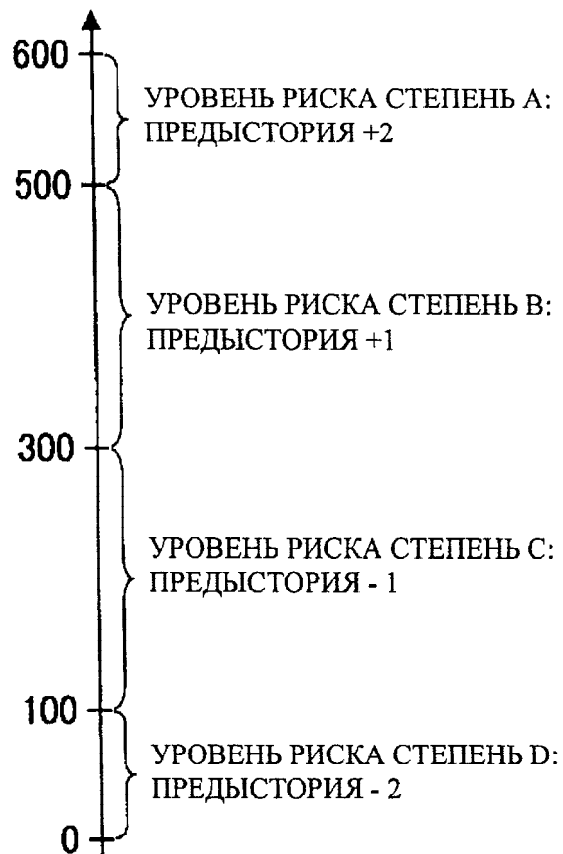 600
УРОВЕНЬ РИСКА СТЕПЕНЬ А:
ПРЕДЫСТОРИЯ +2
500
УРОВЕНЬ РИСКА СТЕПЕНЬ В:
ПРЕДЫСТОРИЯ +1
300
УРОВЕНЬ РИСКА СТЕПЕНЬ С:
ПРЕДЫСТОРИЯ - 1
100
УРОВЕНЬ РИСКА СТЕПЕНЬ D:
ПРЕДЫСТОРИЯ - 2
0